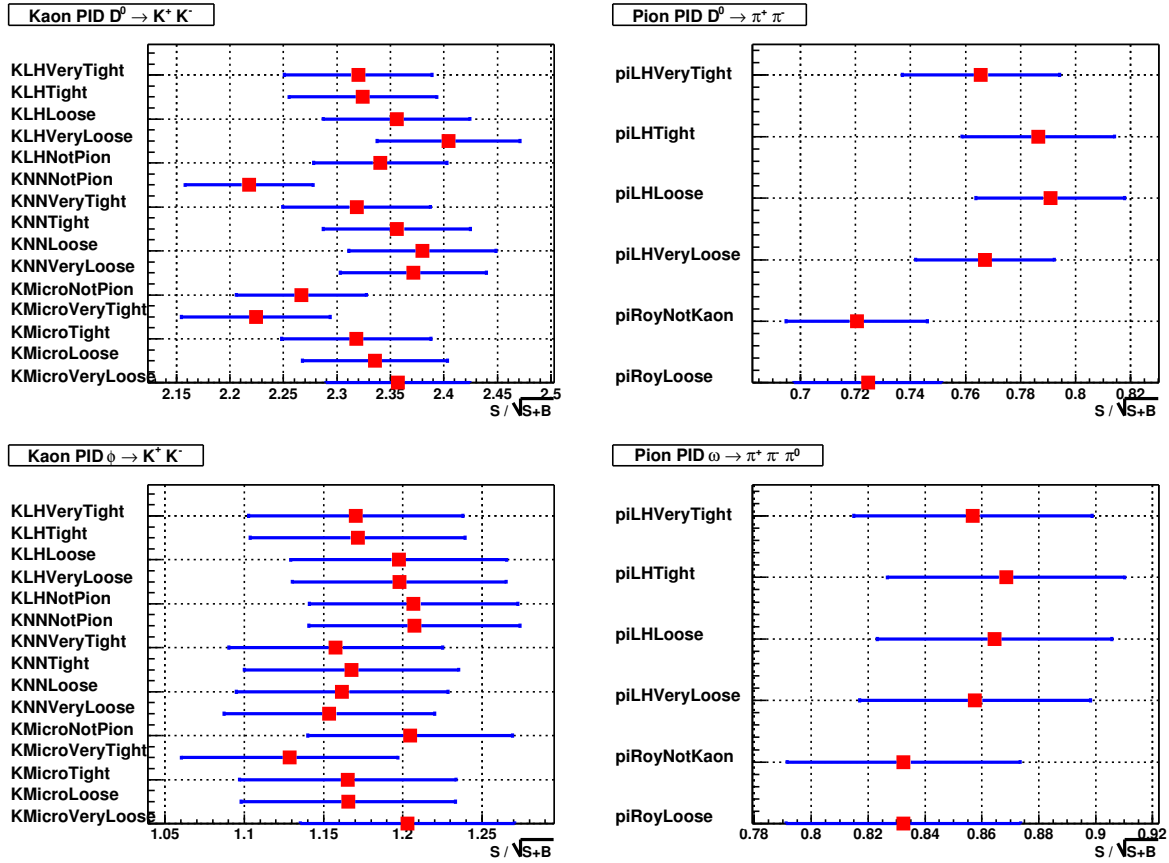 Kaon PID D⁰ → K⁺ K⁻
KLHVeryTight
KLHTight
KLHLoose
KLHVeryLoose
KLHNotPion
KNNNotPion
KNNVeryTight
KNNTight
KNNLoose
KNNVeryLoose
KMicroNotPion
KMicroVeryTight
KMicroTight
KMicroLoose
KMicroVeryLoose
2.15 2.2 2.25 2.3 2.35 2.4 2.45 2.5
S / √S+B
Pion PID D⁰ → π⁺ π⁻
piLHVeryTight
piLHTight
piLHLoose
piLHVeryLoose
piRoyNotKaon
piRoyLoose
0.7 0.72 0.74 0.76 0.78 0.8 0.82
S / √S+B
Kaon PID ϕ → K⁺ K⁻
KLHVeryTight
KLHTight
KLHLoose
KLHVeryLoose
KLHNotPion
KNNNotPion
KNNVeryTight
KNNTight
KNNLoose
KNNVeryLoose
KMicroNotPion
KMicroVeryTight
KMicroTight
KMicroLoose
KMicroVeryLoose
1.05 1.1 1.15 1.2 1.25
S / √S+B
Pion PID ω → π⁺ π⁻ π⁰
piLHVeryTight
piLHTight
piLHLoose
piLHVeryLoose
piRoyNotKaon
piRoyLoose
0.78 0.8 0.82 0.84 0.86 0.88 0.9 0.92
S / √S+B